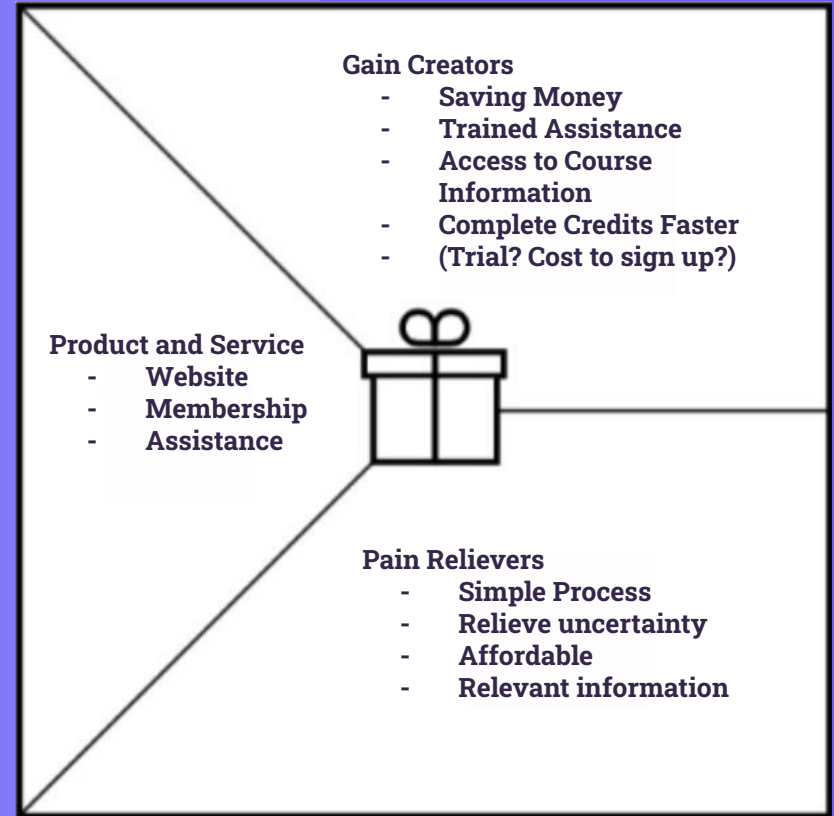 Gain Creators
- Saving Money
- Trained Assistance
- Access to Course
Information
- Complete Credits Faster
- (Trial? Cost to sign up?)
Product and Service
- Website
- Membership
- Assistance
Pain Relievers
- Simple Process
- Relieve uncertainty
- Affordable
- Relevant information